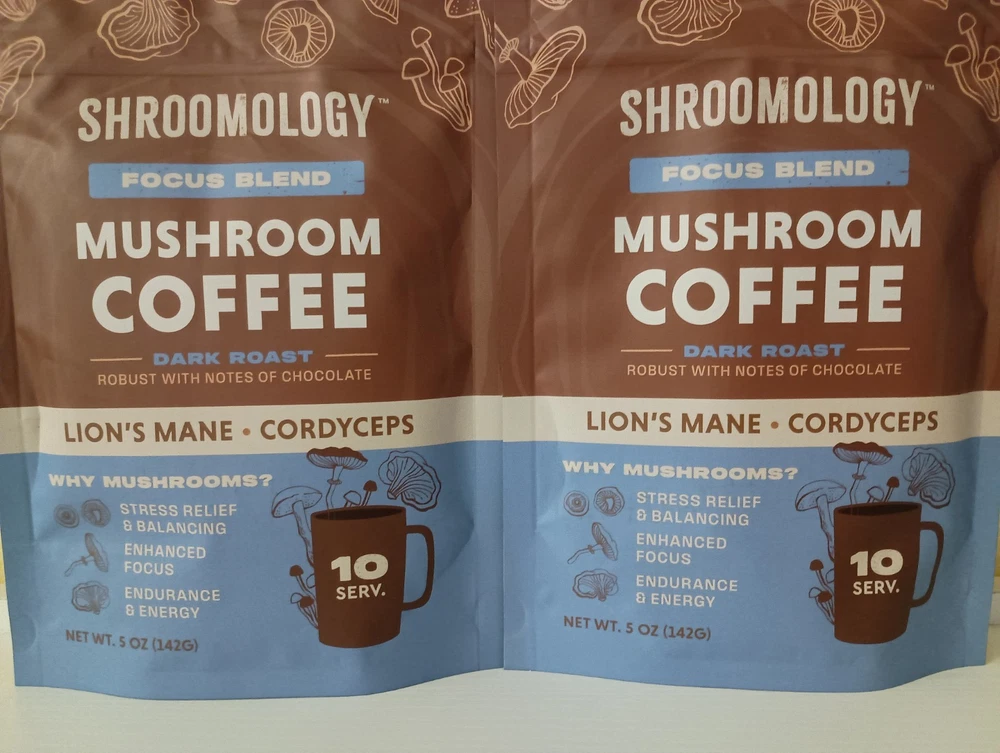 SHROOMOLOGY™
FOCUS BLEND
MUSHROOM
COFFEE
DARK ROAST
ROBUST WITH NOTES OF CHOCOLATE
LION'S MANE • CORDYCEPS
WHY MUSHROOMS?
STRESS RELIEF
& BALANCING
ENHANCED
FOCUS
ENDURANCE
& ENERGY
10
SERV.
NET WT. 5 OZ (142G)
SHROOMOLOGY™
FOCUS BLEND
MUSHROOM
COFFEE
DARK ROAST
ROBUST WITH NOTES OF CHOCOLATE
LION'S MANE • CORDYCEPS
WHY MUSHROOMS?
STRESS RELIEF
& BALANCING
ENHANCED
FOCUS
ENDURANCE
& ENERGY
10
SERV.
NET WT. 5 OZ (142G)